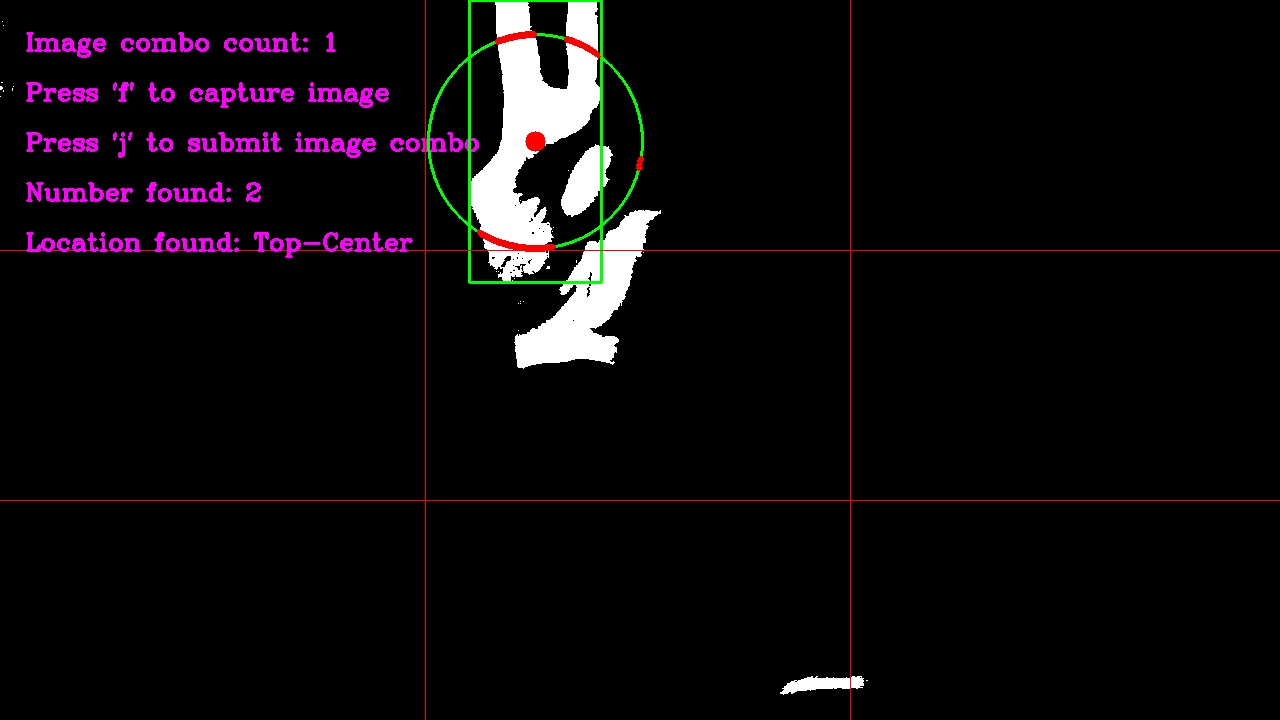 Image combo count: 1
Press 'f' to capture image
Press 'j' to submit image combo
Number found: 2
Location found: Top-Center